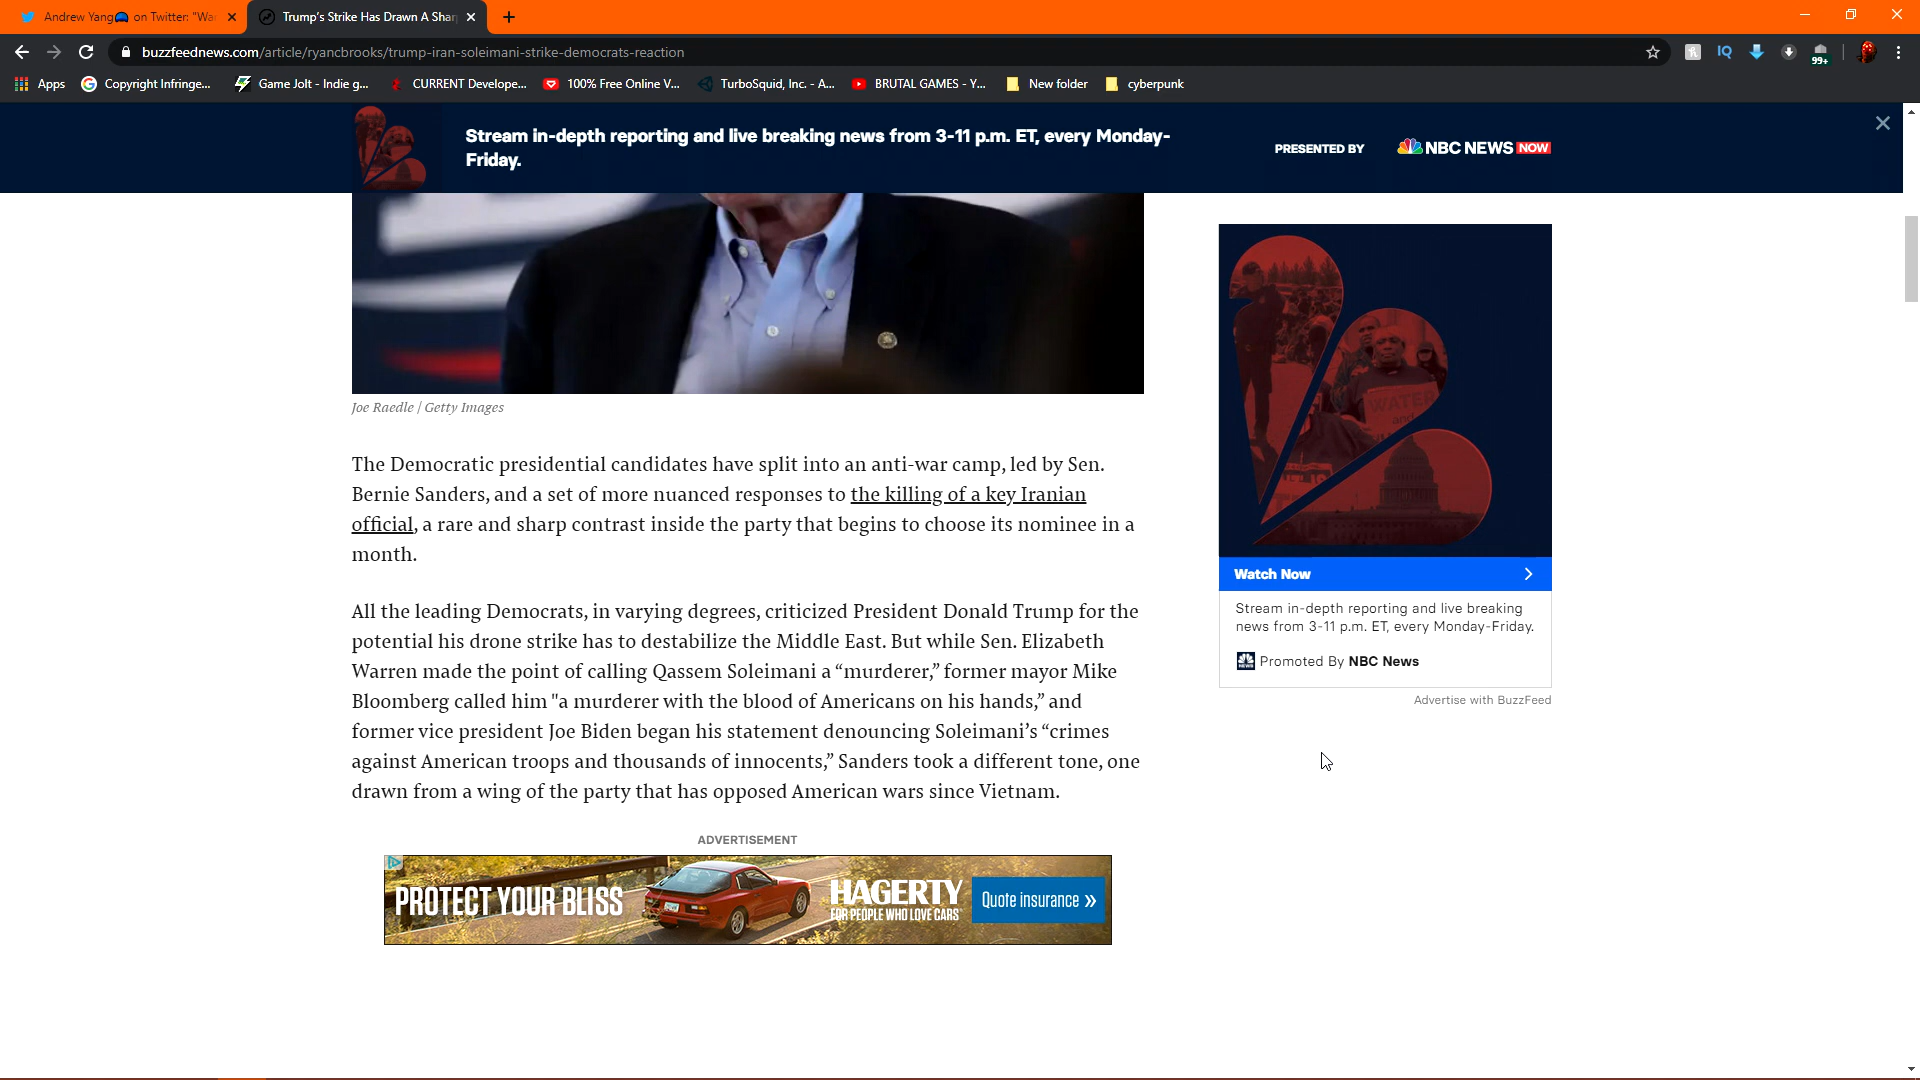 Andrew Yang on Twitter: "Wa
Trump's Strike Has Drawn A Shar
buzzfeednews.com/article/ryancbrooks/trump-iran-soleimani-strike-democrats-reaction
IQ
99+
Apps
Copyright Infringe...
Game Jolt - Indie g...
CURRENT Develope...
100% Free Online V...
TurboSquid, Inc. - A...
BRUTAL GAMES - Y...
New folder
cyberpunk
Stream in-depth reporting and live breaking news from 3-11 p.m. ET, every Monday-
Friday.
PRESENTED BY
NBC NEWS NOW
Joe Raedle / Getty Images
The Democratic presidential candidates have split into an anti-war camp, led by Sen.
Bernie Sanders, and a set of more nuanced responses to the killing of a key Iranian
official, a rare and sharp contrast inside the party that begins to choose its nominee in a
month.
All the leading Democrats, in varying degrees, criticized President Donald Trump for the
potential his drone strike has to destabilize the Middle East. But while Sen. Elizabeth
Warren made the point of calling Qassem Soleimani a “murderer,” former mayor Mike
Bloomberg called him "a murderer with the blood of Americans on his hands,” and
former vice president Joe Biden began his statement denouncing Soleimani’s “crimes
against American troops and thousands of innocents,” Sanders took a different tone, one
drawn from a wing of the party that has opposed American wars since Vietnam.
WATER
and
Watch Now
Stream in-depth reporting and live breaking
news from 3-11 p.m. ET, every Monday-Friday.
Promoted By NBC News
Advertise with BuzzFeed
ADVERTISEMENT
PROTECT YOUR BLISS
HAGERTY
FOR PEOPLE WHO LOVE CARS
Quote insurance »